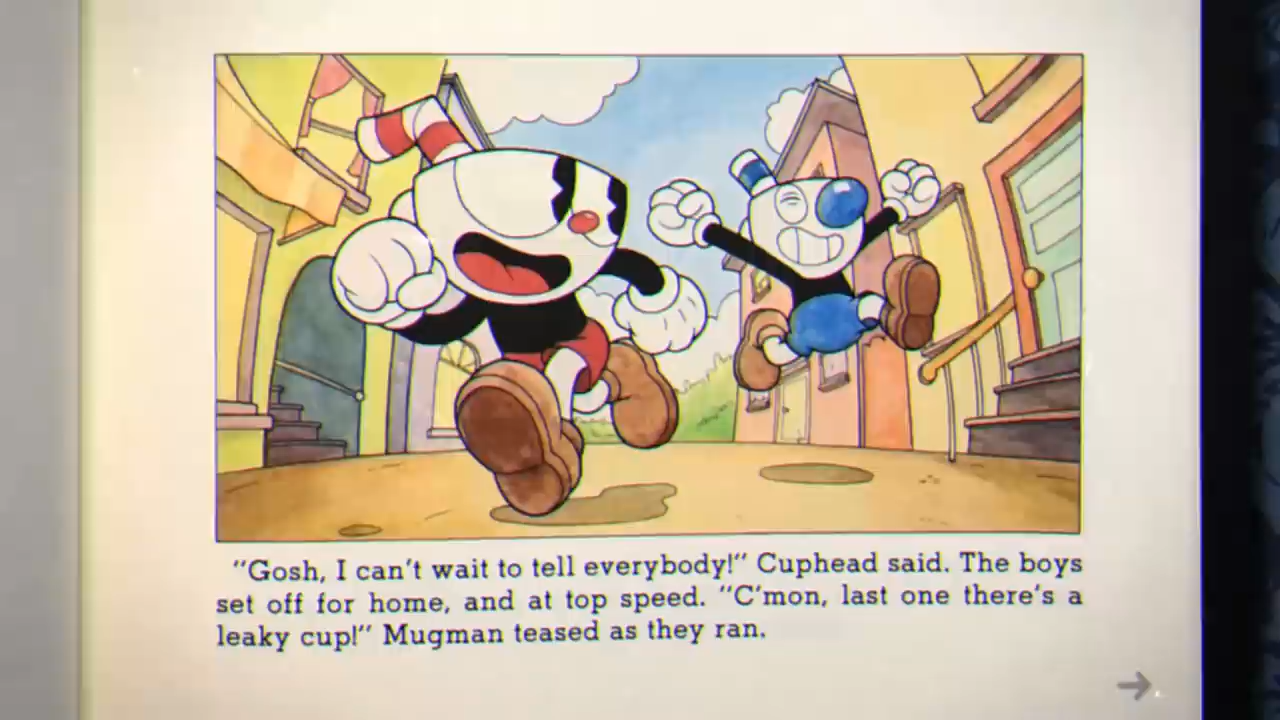 "Gosh, I can't wait to tell everybody!" Cuphead said. The boys
set off for home, and at top speed. "C'mon, last one there's a
leaky cup!" Mugman teased as they ran.